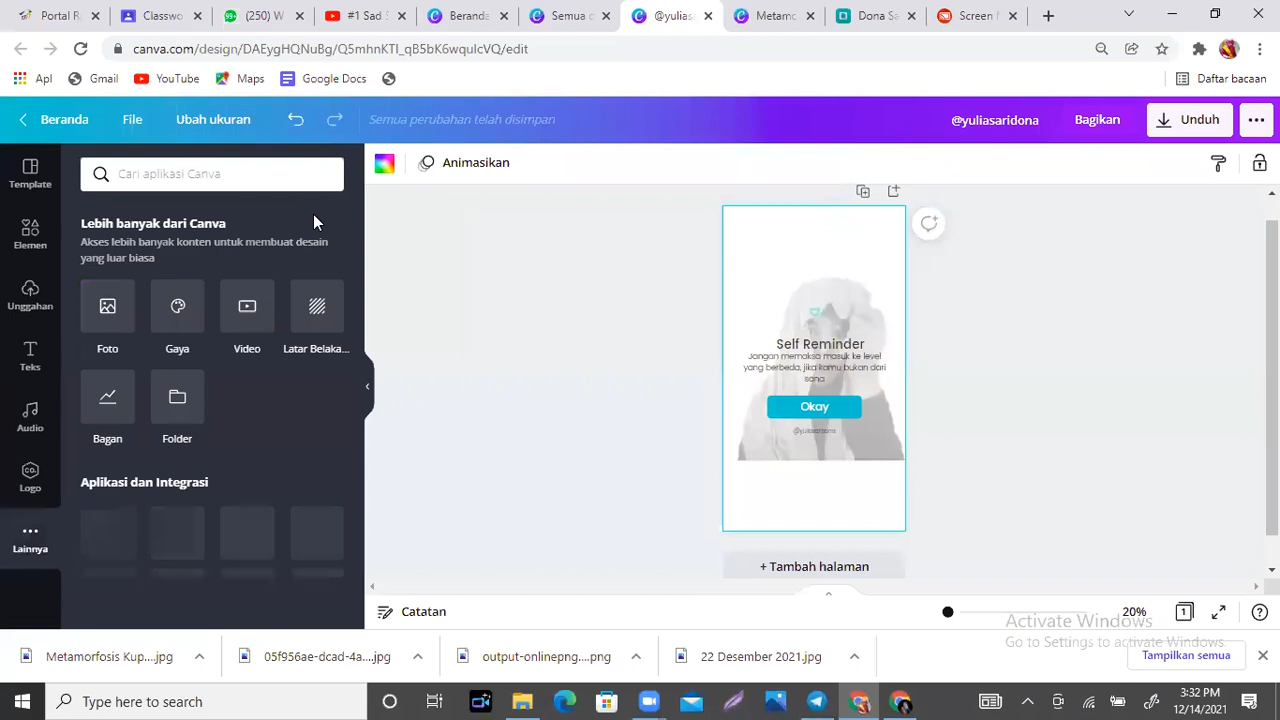 Portal R
Classwo
(250) W
#1 Sad S
Beranda
Semua d
@yulias
Metamo
Dona Sa
Screen R
canva.com/design/DAEygHQNuBg/Q5mhnKTI_qB5bK6wquIcVQ/edit
Apl
Gmail
YouTube
Maps
Google Docs
Daftar bacaan
Beranda
File
Ubah ukuran
Semua perubahan telah disimpan
@yuliasaridona
Bagikan
Unduh
Template
Elemen
Unggahan
Teks
Audio
CO.
Logo
Lainnya
Cari aplikasi Canva
Lebih banyak dari Canva
Akses lebih banyak konten untuk membuat desain
yang luar biasa
Foto
Gaya
Video
Latar Belaka...
Bagan
Folder
Aplikasi dan Integrasi
Animasikan
Self Reminder
Jangan memaksa masuk ke level
yang berbeda, jika kamu bukan dari
sana
Okay
+ Tambah halaman
Catatan
20%
1
Activate Windows
Go to Settings to activate Windows.
Metamorfosis Kup....jpg
05f956ae-dcad-4a....jpg
output-onlinepng....png
22 Desember 2021.jpg
Tampilkan semua
Type here to search
3:32 PM
12/14/2021